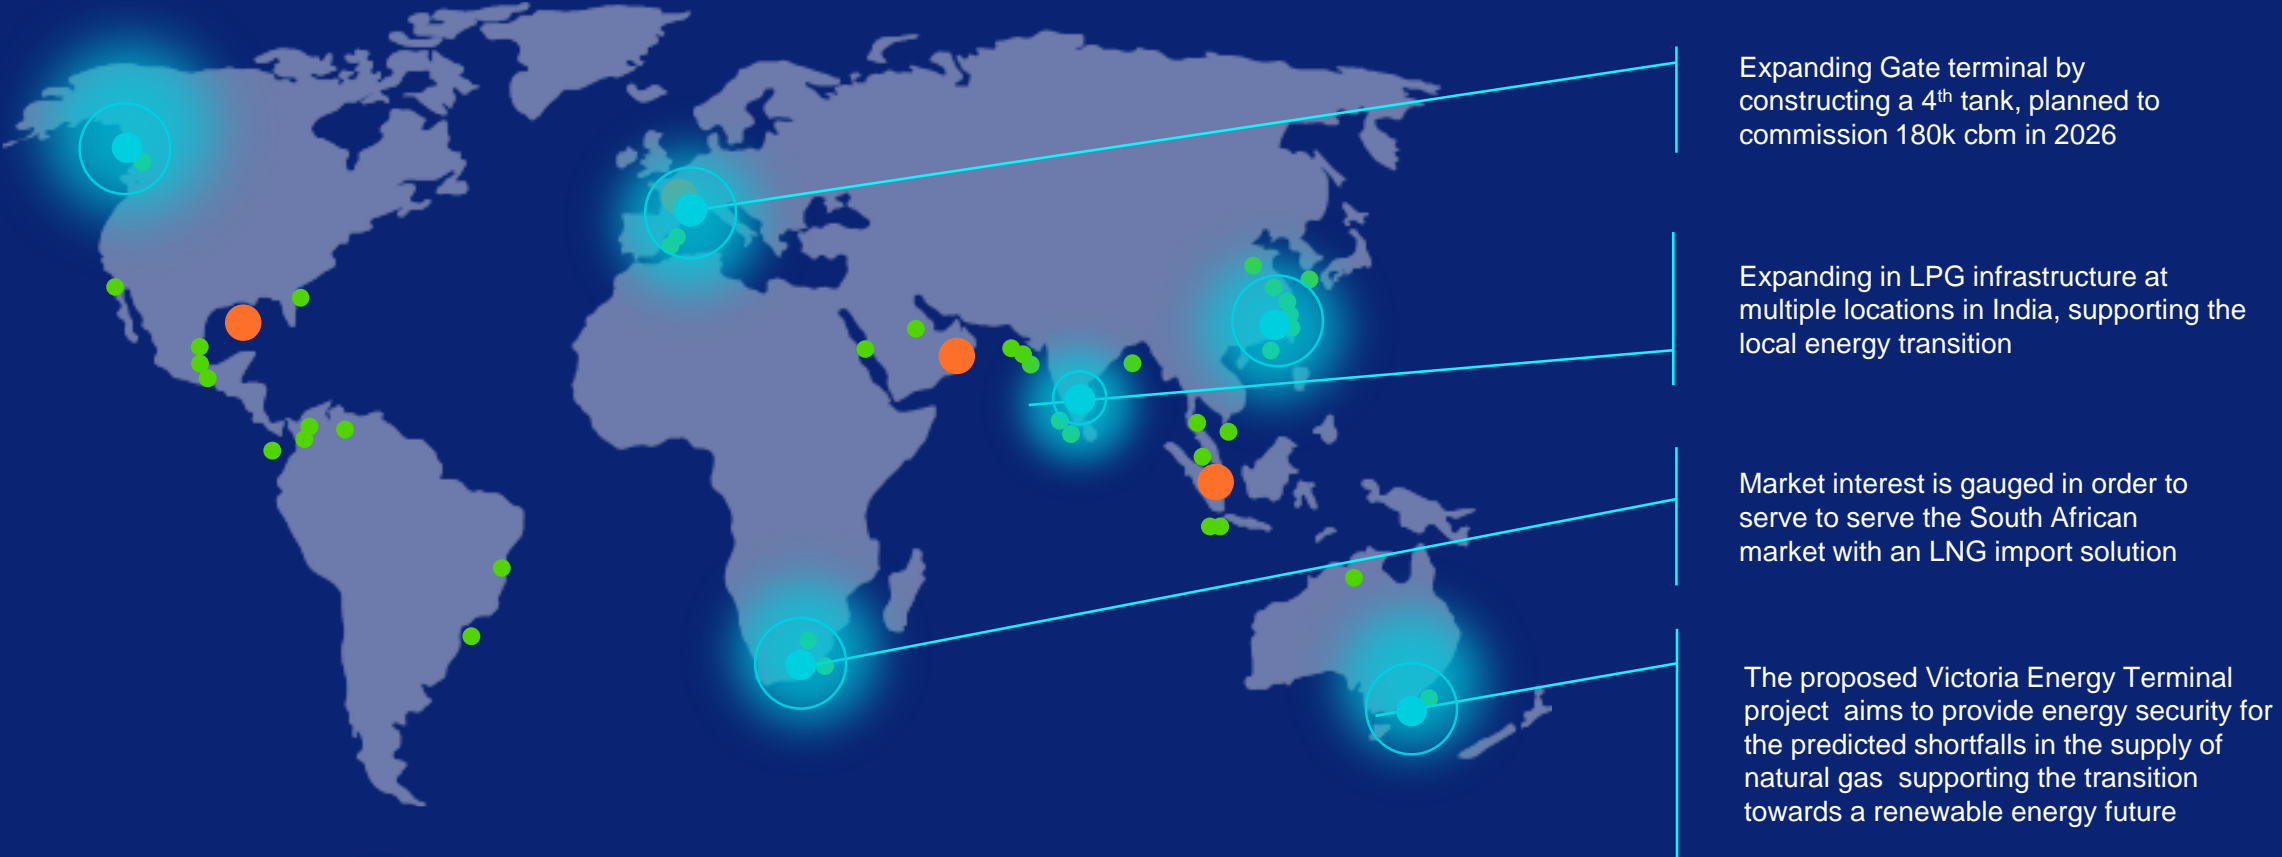 Expanding Gate terminal by
constructing a 4th tank, planned to
commission 180k cbm in 2026
Expanding in LPG infrastructure at
multiple locations in India, supporting the
local energy transition
Market interest is gauged in order to
serve to serve the South African
market with an LNG import solution
The proposed Victoria Energy Terminal
project  aims to provide energy security for
the predicted shortfalls in the supply of
natural gas  supporting the transition
towards a renewable energy future